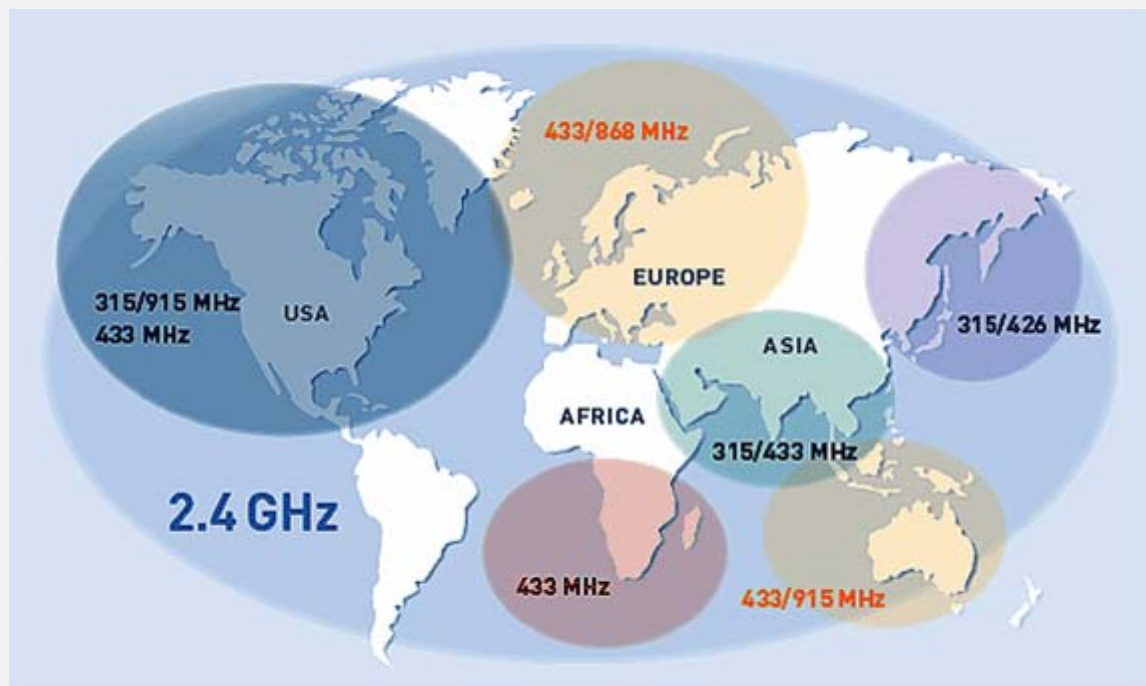 433/868 MHz
EUROPE
315/915 MHz
433 MHz
USA
315/426 MHz
ASIA
AFRICA
315/433 MHz
2.4 GHz
433 MHz
433/915 MHz